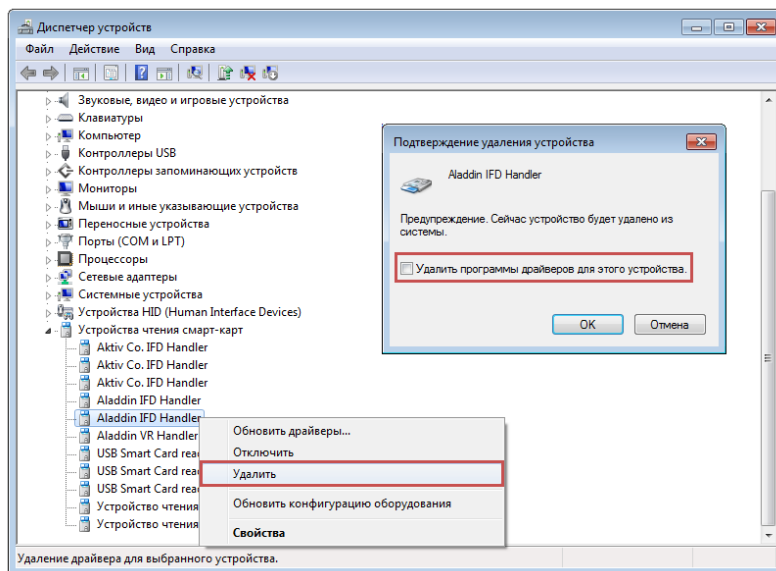 Диспетчер устройств
Файл Действие Вид Справка
Звуковые, видео и игровые устройства
Клавиатуры
Компьютер
Контроллеры USB
Контроллеры запоминающих устройств
Мониторы
Мыши и иные указывающие устройства
Переносные устройства
Порты (COM и LPT)
Процессоры
Сетевые адаптеры
Системные устройства
Устройства HID (Human Interface Devices)
Устройства чтения смарт-карт
Aktiv Co. IFD Handler
Aktiv Co. IFD Handler
Aktiv Co. IFD Handler
Aladdin IFD Handler
Aladdin IFD Handler
Aladdin VR Handler
USB Smart Card rea
USB Smart Card rea
USB Smart Card rea
Устройство чтения
Устройство чтения
Обновить драйверы...
Отключить
Удалить
Обновить конфигурацию оборудования
Свойства
Подтверждение удаления устройства
Aladdin IFD Handler
Предупреждение. Сейчас устройство будет удалено из
системы.
Удалить программы драйверов для этого устройства.
OK Отмена
Удаление драйвера для выбранного устройства.